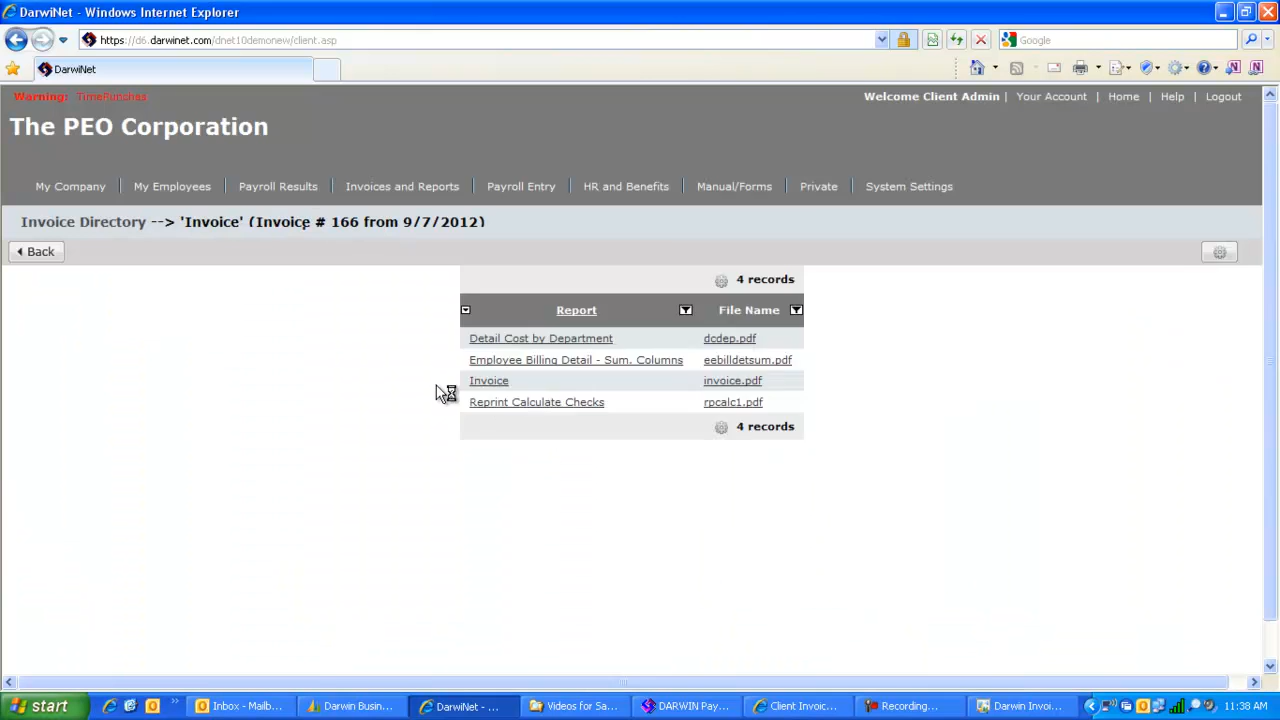 DarwiNet - Windows Internet Explorer
https://d6.darwinet.com/dnet10demonew/client.asp
Google
DarwiNet
Warning: TimePunches
Welcome Client Admin | Your Account | Home | Help | Logout
The PEO Corporation
My Company | My Employees | Payroll Results | Invoices and Reports | Payroll Entry | HR and Benefits | Manual/Forms | Private | System Settings
Invoice Directory --> 'Invoice' (Invoice # 166 from 9/7/2012)
Back
4 records
Report File Name
Detail Cost by Department dcdep.pdf
Employee Billing Detail - Sum. Columns eebilldetsum.pdf
Invoice invoice.pdf
Reprint Calculate Checks rpcalc1.pdf
4 records
start Inbox - Mailb... Darwin Busin... DarwiNet - ... Videos for Sa... DARWIN Pay... Client Invoic... Recording... Darwin Invoi... 11:38 AM